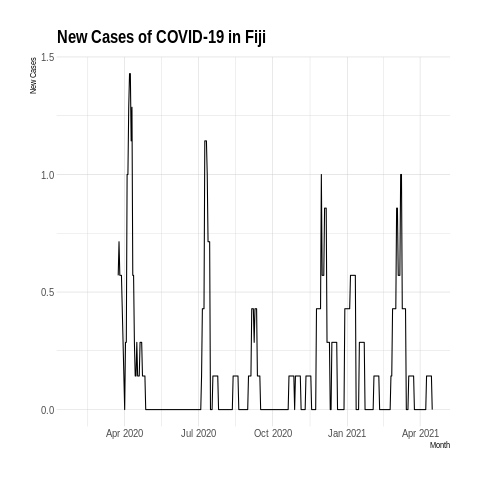 New Cases of COVID-19 in Fiji
New Cases
1.5
1.0
0.5
0.0
Apr 2020 Jul 2020 Oct 2020 Jan 2021 Apr 2021
Month